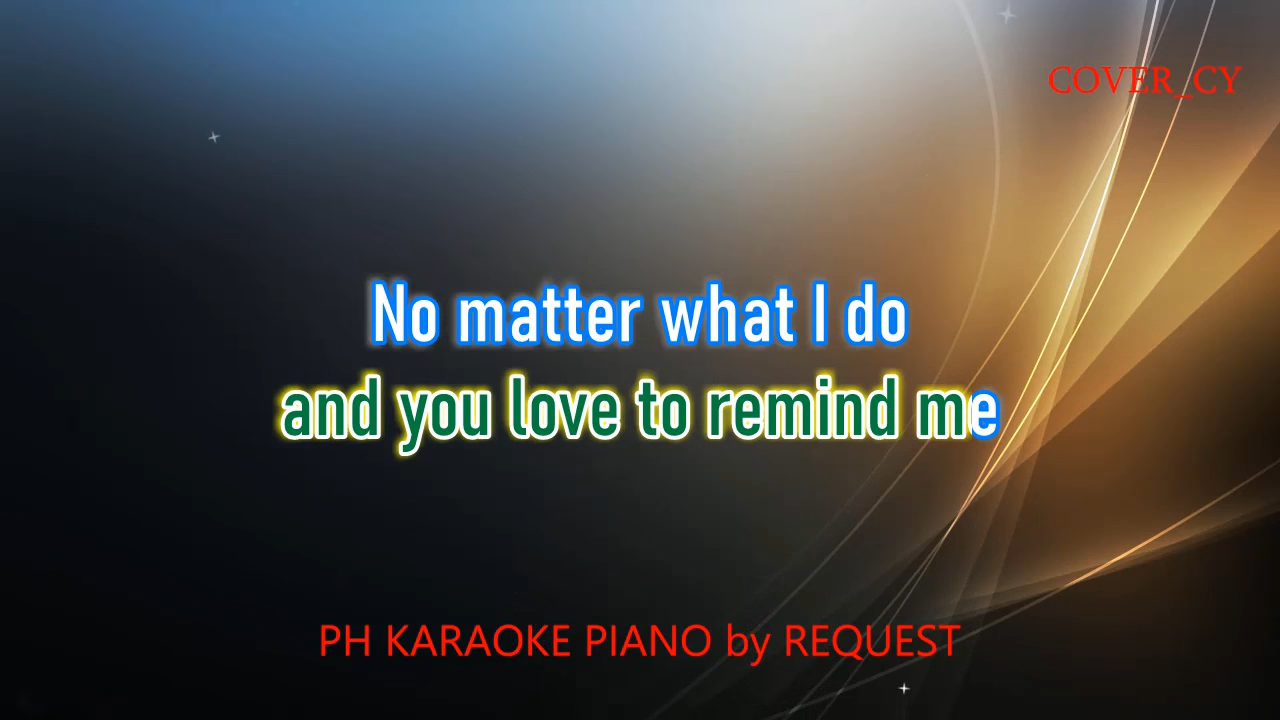 COVER_CY
No matter what I do
and you love to remind me
PH KARAOKE PIANO by REQUEST